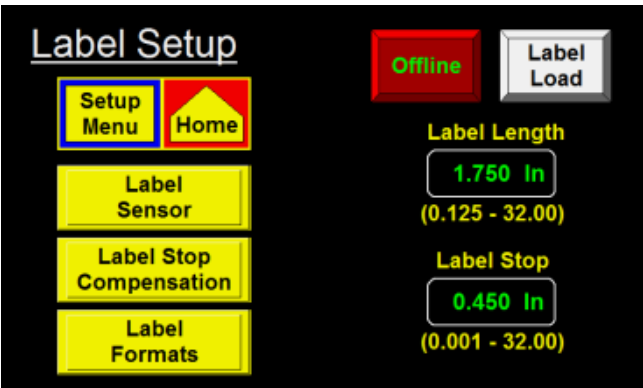 Label Setup
Offline
Label
Load
Setup
Menu
Home
Label Length
1.750 In
(0.125 - 32.00)
Label
Sensor
Label Stop
Compensation
Label Stop
0.450 In
(0.001 - 32.00)
Label
Formats